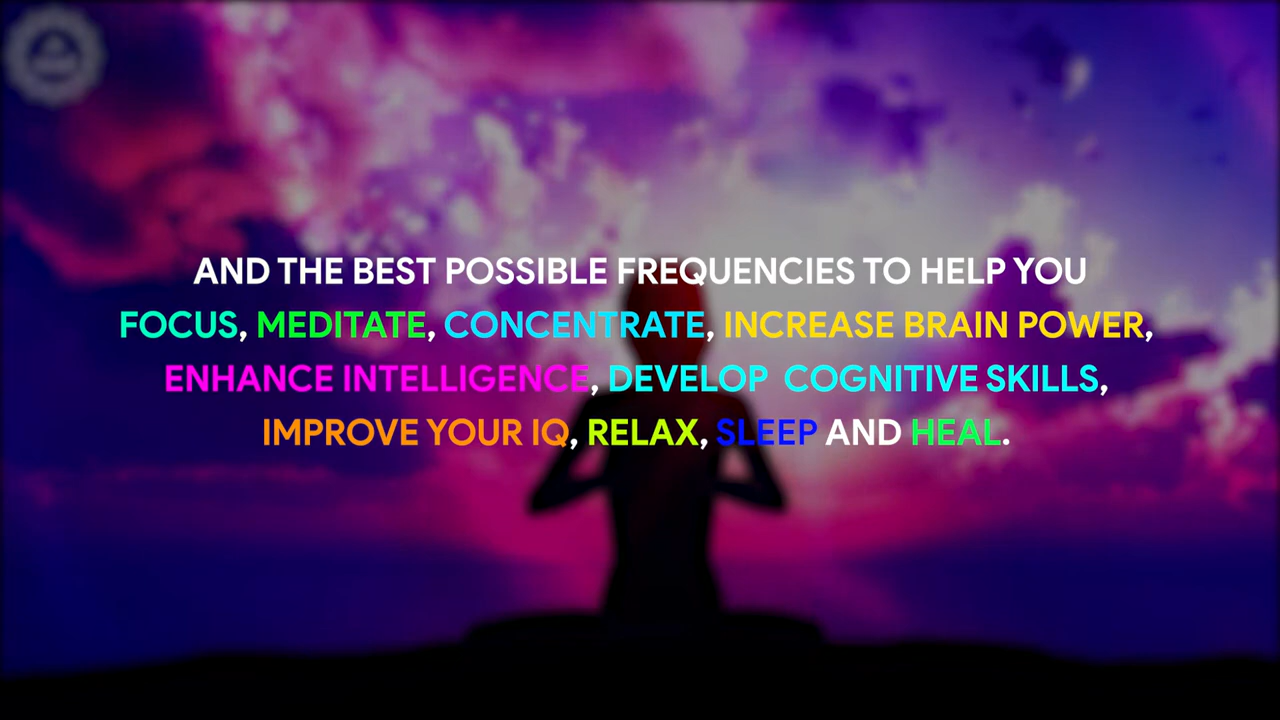 AND THE BEST POSSIBLE FREQUENCIES TO HELP YOU
FOCUS, MEDITATE, CONCENTRATE, INCREASE BRAIN POWER,
ENHANCE INTELLIGENCE, DEVELOP COGNITIVE SKILLS,
IMPROVE YOUR IQ, RELAX, SLEEP AND HEAL.